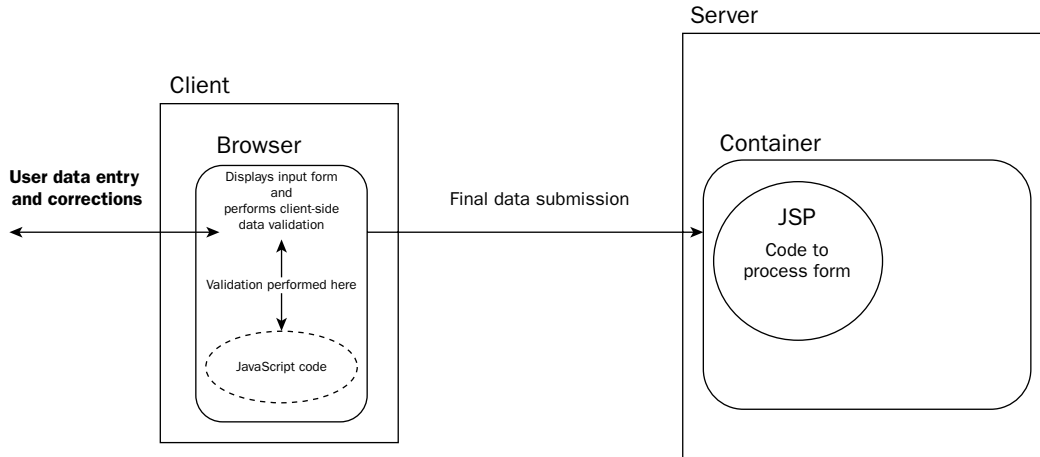 Server
Client
Browser
Container
User data entry
and corrections
Displays input form
and
performs client-side
data validation
Final data submission
JSP
Code to
process form
Validation performed here
JavaScript code